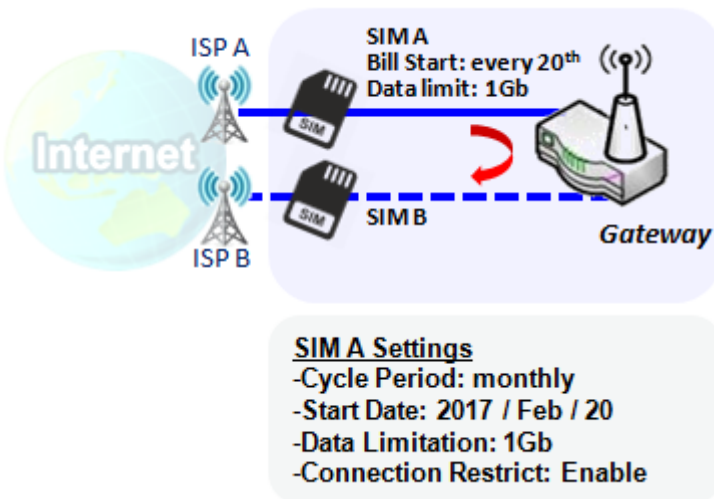 ISP A
SIM A
Bill Start: every 20th
Data limit: 1Gb
SIM
Internet
SIM
SIM B
ISP B
Gateway
SIM A Settings
-Cycle Period: monthly
-Start Date: 2017 / Feb / 20
-Data Limitation: 1Gb
-Connection Restrict: Enable